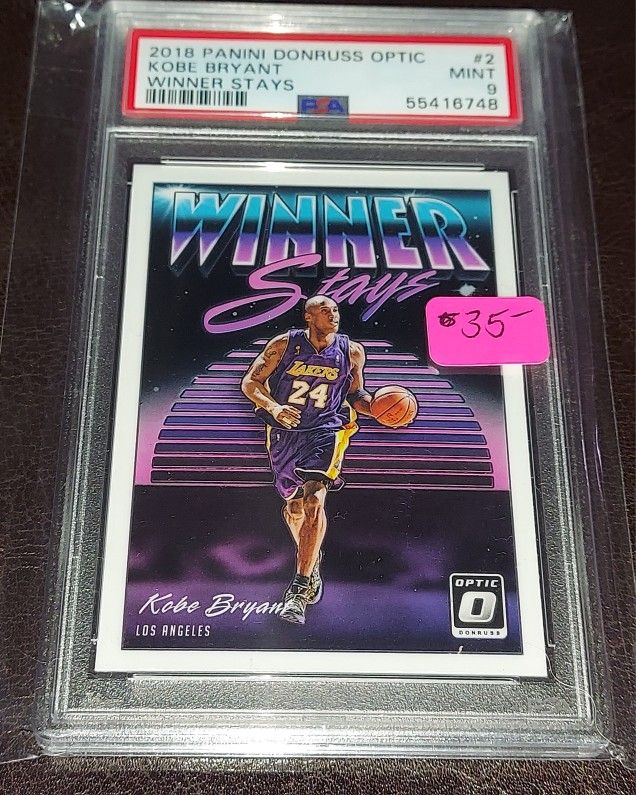 2018 PANINI DONRUSS OPTIC #2
KOBE BRYANT MINT
WINNER STAYS 9
PSA 55416748
WINNER
Stays
$35-
LAKERS
24
Kobe Bryant
LOS ANGELES
OPTIC
O
DONRUSS